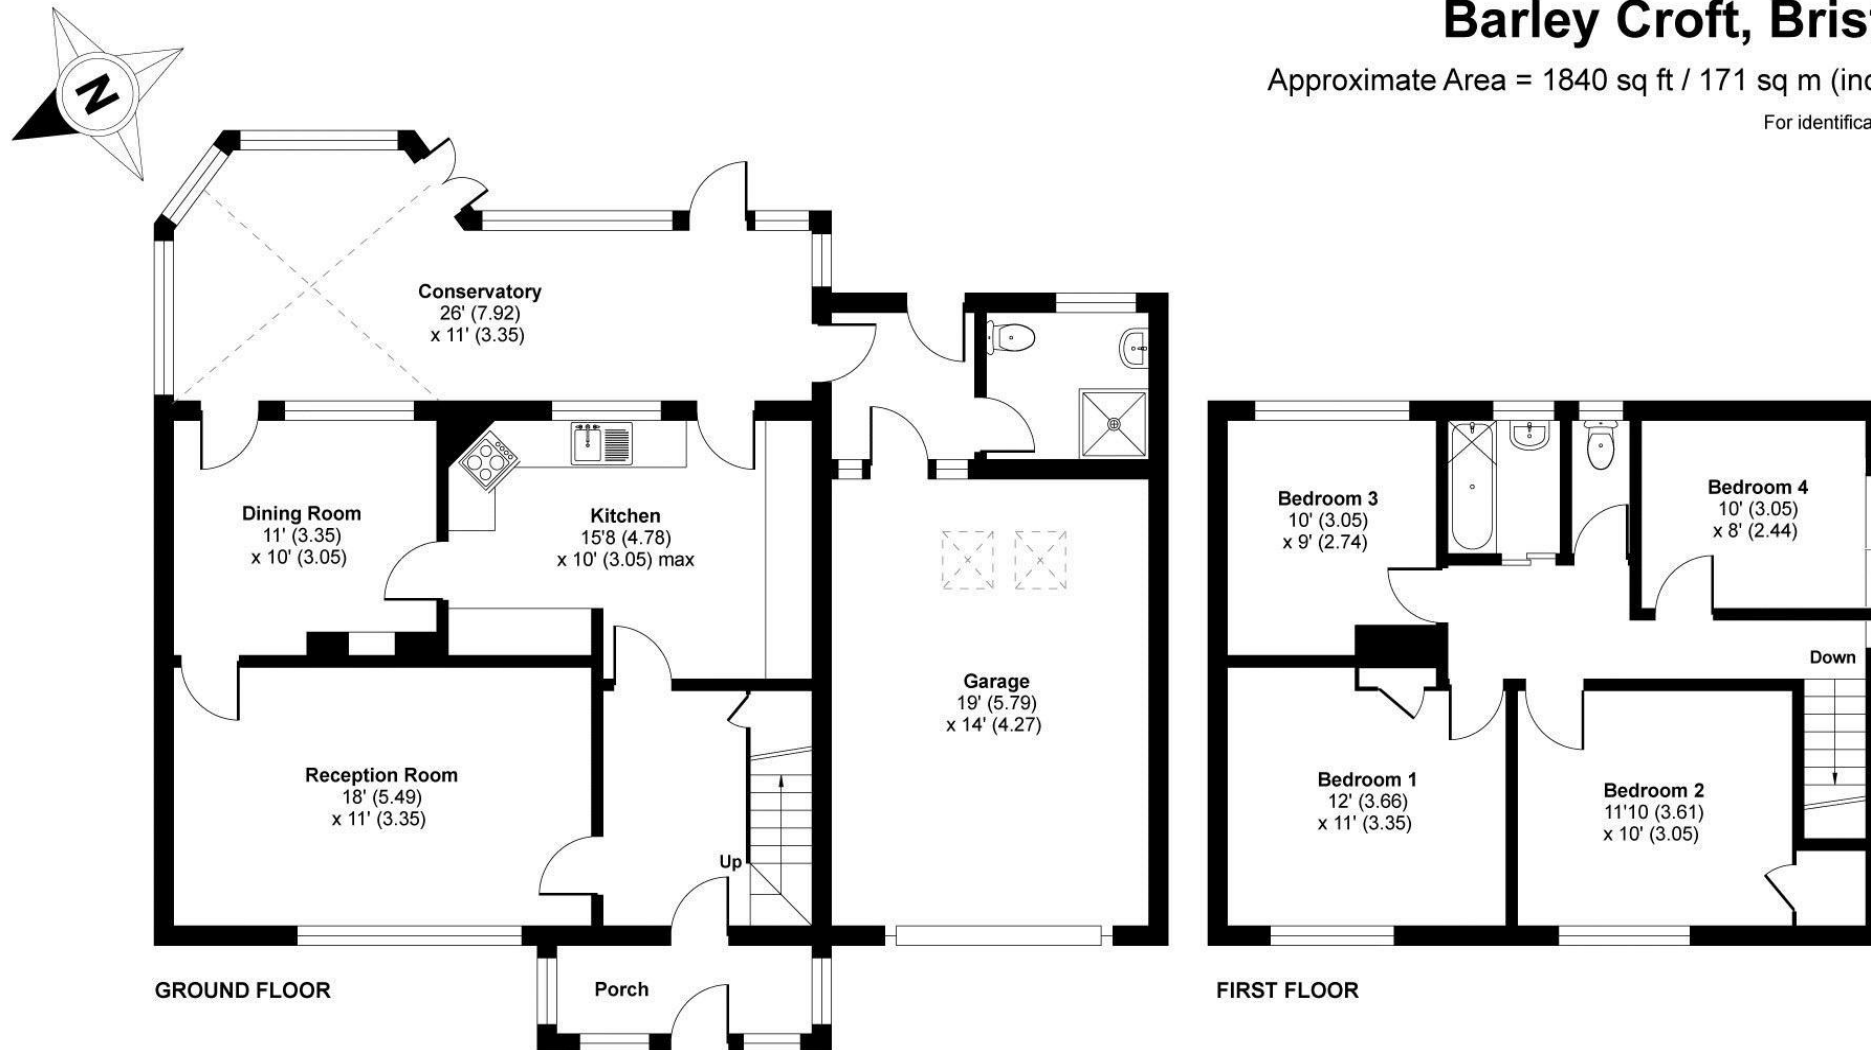 Barley Croft, Bris
Approximate Area = 1840 sq ft / 171 sq m (inc
For identifica
N
Conservatory
26' (7.92)
x 11' (3.35)
Dining Room
11' (3.35)
x 10' (3.05)
Kitchen
15'8 (4.78)
x 10' (3.05) max
Reception Room
18' (5.49)
x 11' (3.35)
Garage
19' (5.79)
x 14' (4.27)
Up
Porch
GROUND FLOOR
Bedroom 3
10' (3.05)
x 9' (2.74)
Bedroom 4
10' (3.05)
x 8' (2.44)
Down
Bedroom 1
12' (3.66)
x 11' (3.35)
Bedroom 2
11'10 (3.61)
x 10' (3.05)
FIRST FLOOR